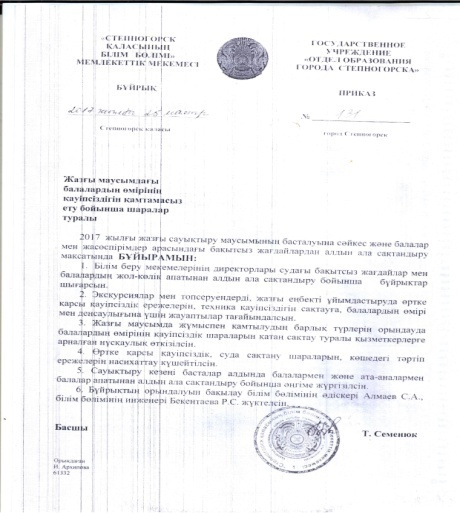 «СТЕПНОГОРСК
ҚАЛАСЫНЫҢ
БІЛІМ БӨЛІМІ»
МЕМЛЕКЕТТІК МЕКЕМЕСІ
ГОСУДАРСТВЕННОЕ
УЧРЕЖДЕНИЕ
«ОТДЕЛ ОБРАЗОВАНИЯ
ГОРОДА СТЕПНОГОРСКА»
БҰЙРЫҚ
ПРИКАЗ
2017 жылғы 25 мамыр
№
Степногорск қаласы
город Степногорск
Жазғы маусымдағы
балалардың өмірінің
қауіпсіздігін қамтамасыз
ету бойынша шаралар
туралы
2017 жылғы жазғы сауықтыру маусымының басталуына сәйкес және балалар
мен жасөспірімдер арасындағы бақытсыз жағдайлардан алдын ала сақтандыру
мақсатында БҰЙЫРАМЫН:
1. Білім беру мекемелерінің директорлары судағы бақытсыз жағдайлар мен
балалардың жол-көлік апатынан алдын ала сақтандыру бойынша бұйрықтар
шығарсын.
2. Экскурсиялар мен топсеруендерді, жазғы еңбекті ұйымдастыруда өртке
қарсы қауіпсіздік ережелерін, техника қауіпсіздігін сақтауға, балалардың өмірі
мен денсаулығына үшін жауаптылар тағайындалсын.
3. Жазғы маусымда жұмыспен қамтылудың барлық түрлерін орындауда
балалардың өмірінің қауіпсіздік шараларын қатаң сақтау туралы қызметкерлерге
арналған нұсқаулық өткізілсін.
4. Өртке қарсы қауіпсіздік, суда сақтану шараларын, көшедегі тәртіп
ережелерін насихаттау күшейтілсін.
5. Сауықтыру кезеңі басталар алдында балалармен және ата-аналармен
балалар апатынан алдын ала сақтандыру бойынша әңгіме жүргізілсін.
6. Бұйрықтың орындалуын бақылау білім бөлімінің әдіскері Алмаев С.А.,
білім бөлімінің инженері Бекентаева Р.С. жүктелсін.
Басшы
Т. Семенюк
Орындаған
И. Архипова
61132